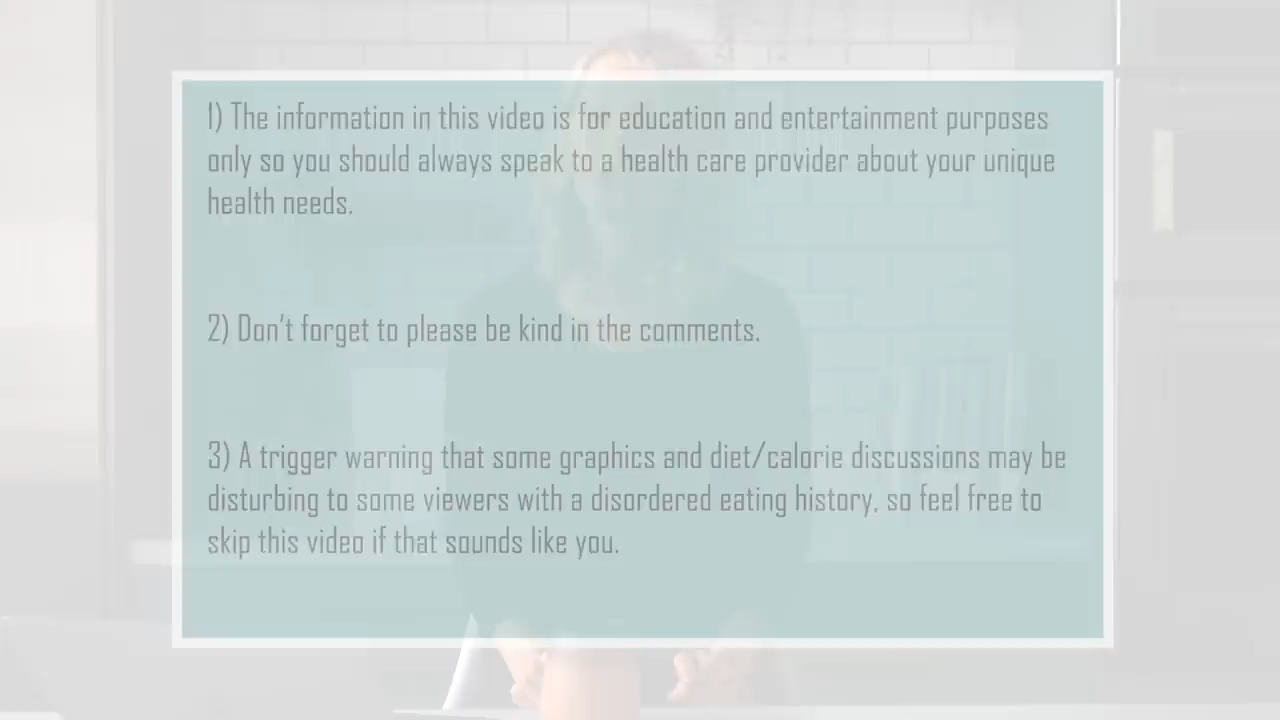 1) The information in this video is for education and entertainment purposes
only so you should always speak to a health care provider about your unique
health needs.
2) Don't forget to please be kind in the comments.
3) A trigger warning that some graphics and diet/calorie discussions may be
disturbing to some viewers with a disordered eating history, so feel free to
skip this video if that sounds like you.